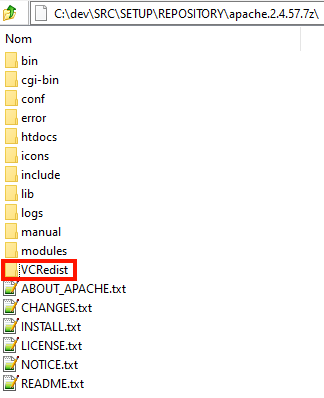 C:\dev\SRC\SETUP\REPOSITORY\apache.2.4.57.7z\
Nom
bin
cgi-bin
conf
error
htdocs
icons
include
lib
logs
manual
modules
VCRedist
ABOUT_APACHE.txt
CHANGES.txt
INSTALL.txt
LICENSE.txt
NOTICE.txt
README.txt